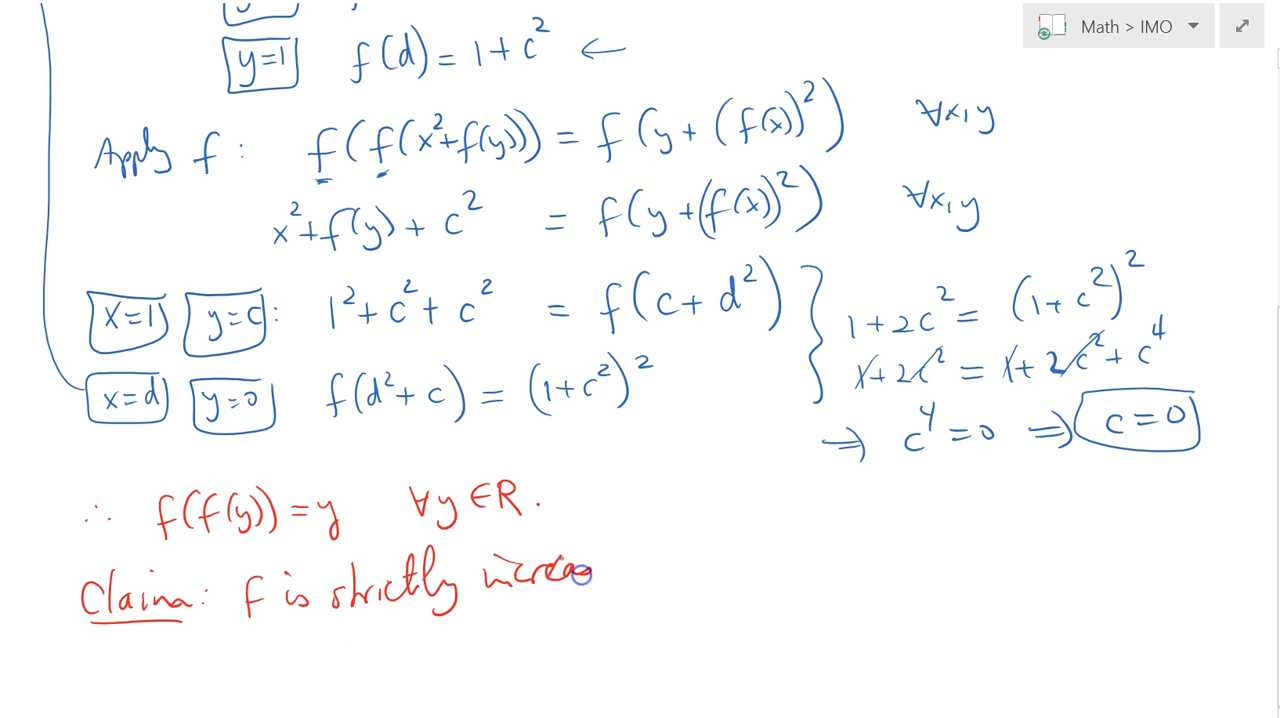 Math > IMO
y=1 f(d) = 1+c² ←
Apply f: f(f(x²+f(y))) = f(y+(f(x))²) ∀x,y
x²+f(y)+c² = f(y+(f(x))²) ∀x,y
x=1 y=c: 1²+c²+c² = f(c+d²)
x=d y=0 f(d²+c) = (1+c²)²
1+2c² = (1+c²)²
1+2c² = 1+2c²+c⁴
⇒ c⁴=0 ⇒ c=0
∴ f(f(y))=y ∀y∈R.
Claim: f is strictly increa